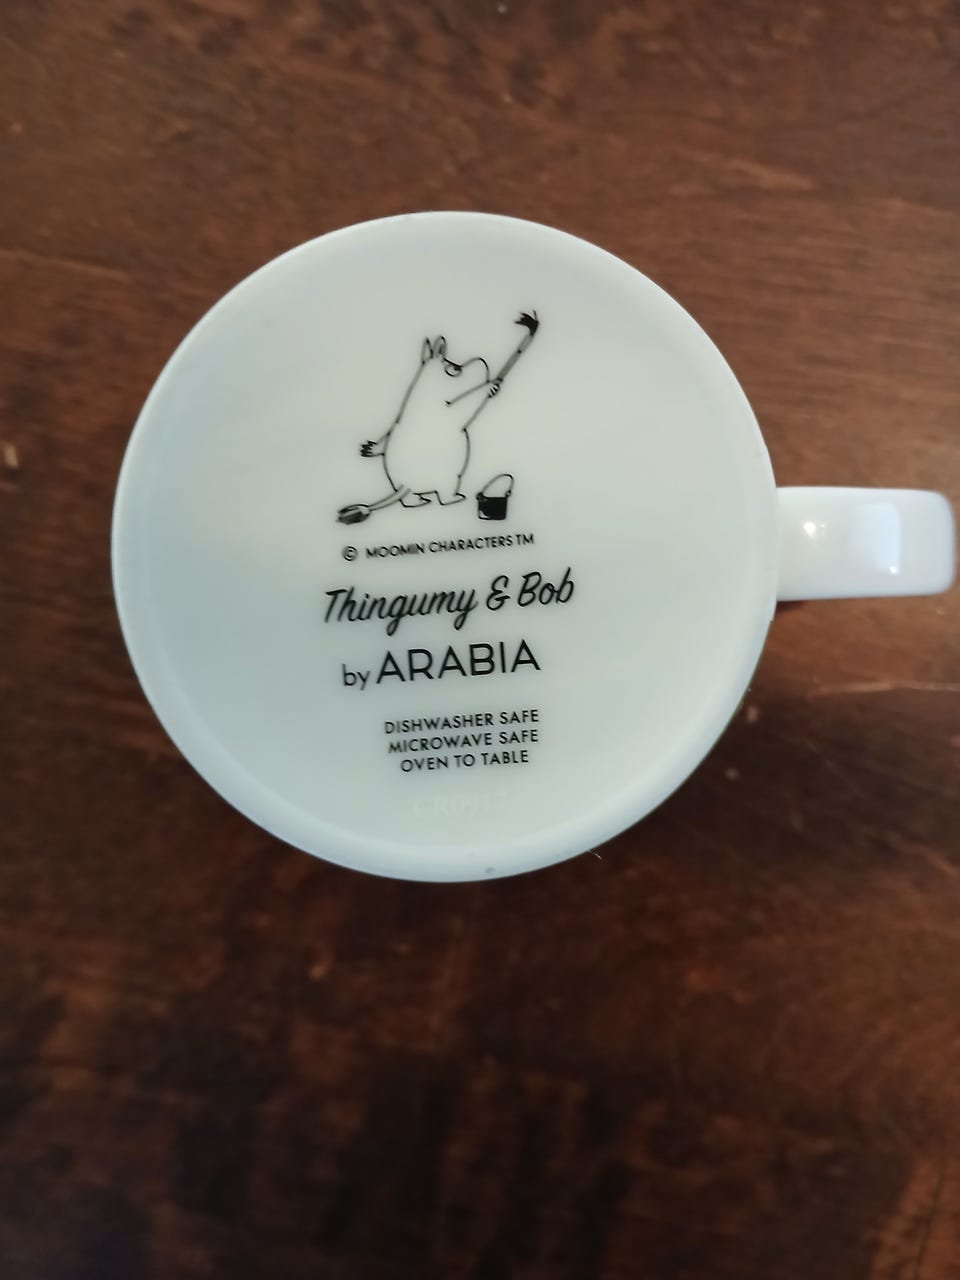 © MOOMIN CHARACTERS TM
Thingumy & Bob
by ARABIA
DISHWASHER SAFE
MICROWAVE SAFE
OVEN TO TABLE